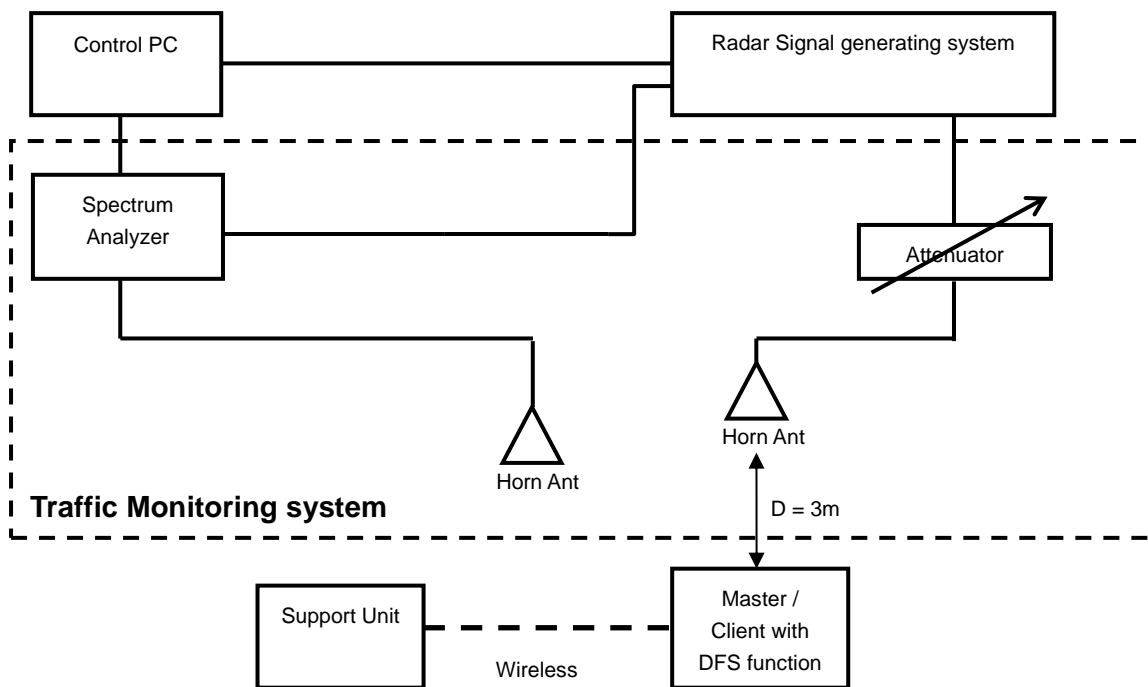 Control PC
Radar Signal generating system
Spectrum
Analyzer
Attenuator
Horn Ant
Horn Ant
Traffic Monitoring system
D = 3m
Support Unit
Wireless
Master /
Client with
DFS function